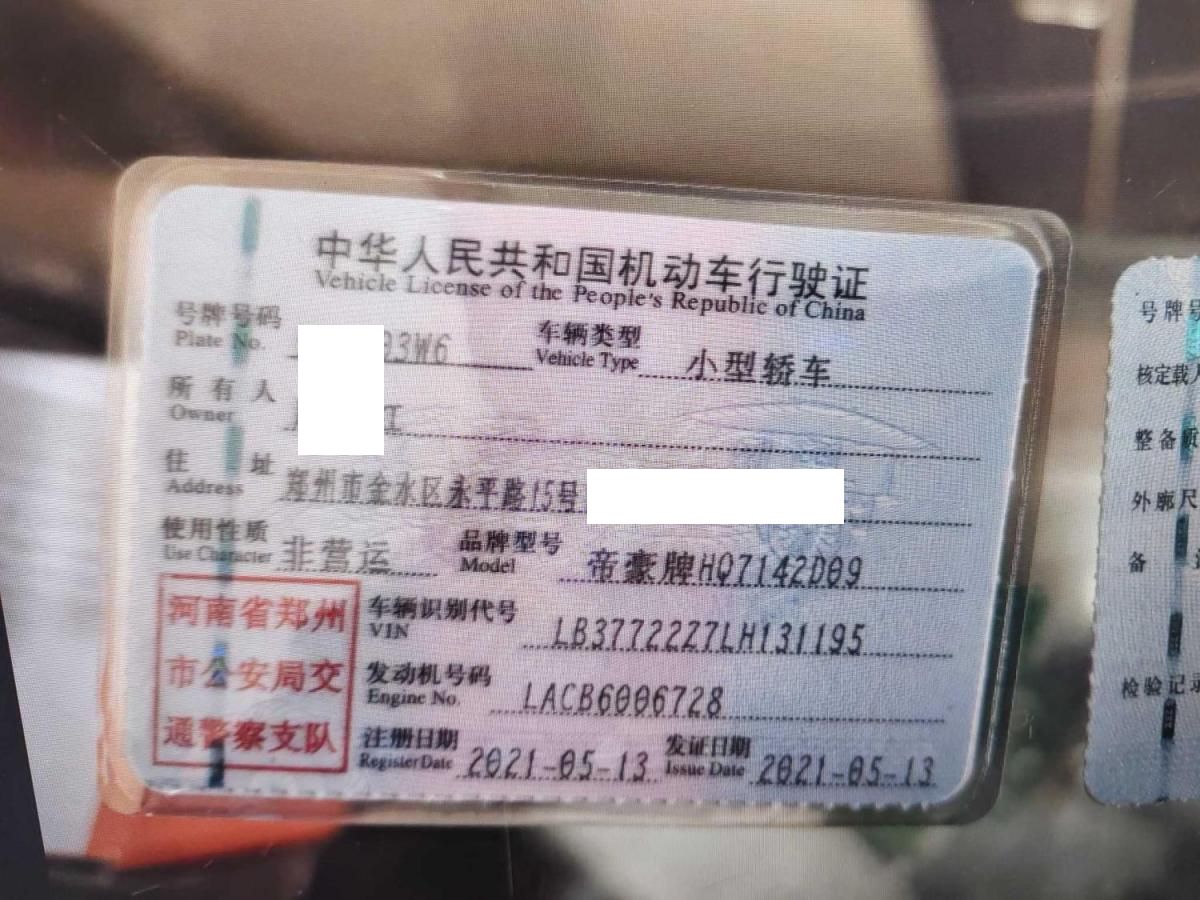 中华人民共和国机动车行驶证
Vehicle License of the People's Republic of China
号牌号码 Plate No. 93W6 车辆类型 Vehicle Type 小型轿车
所有人 Owner
住址 Address 郑州市金水区永平路15号
使用性质 Use Character 非营运 品牌型号 Model 帝豪牌HQ7142D09
河南省郑州
市公安局交
通警察支队
车辆识别代号 VIN LB37722Z7LH131195
发动机号码 Engine No. LACB6006728
注册日期 Register Date 2021-05-13 发证日期 Issue Date 2021-05-13
号牌号
核定载人
整备质
外廓尺
备
检验记录